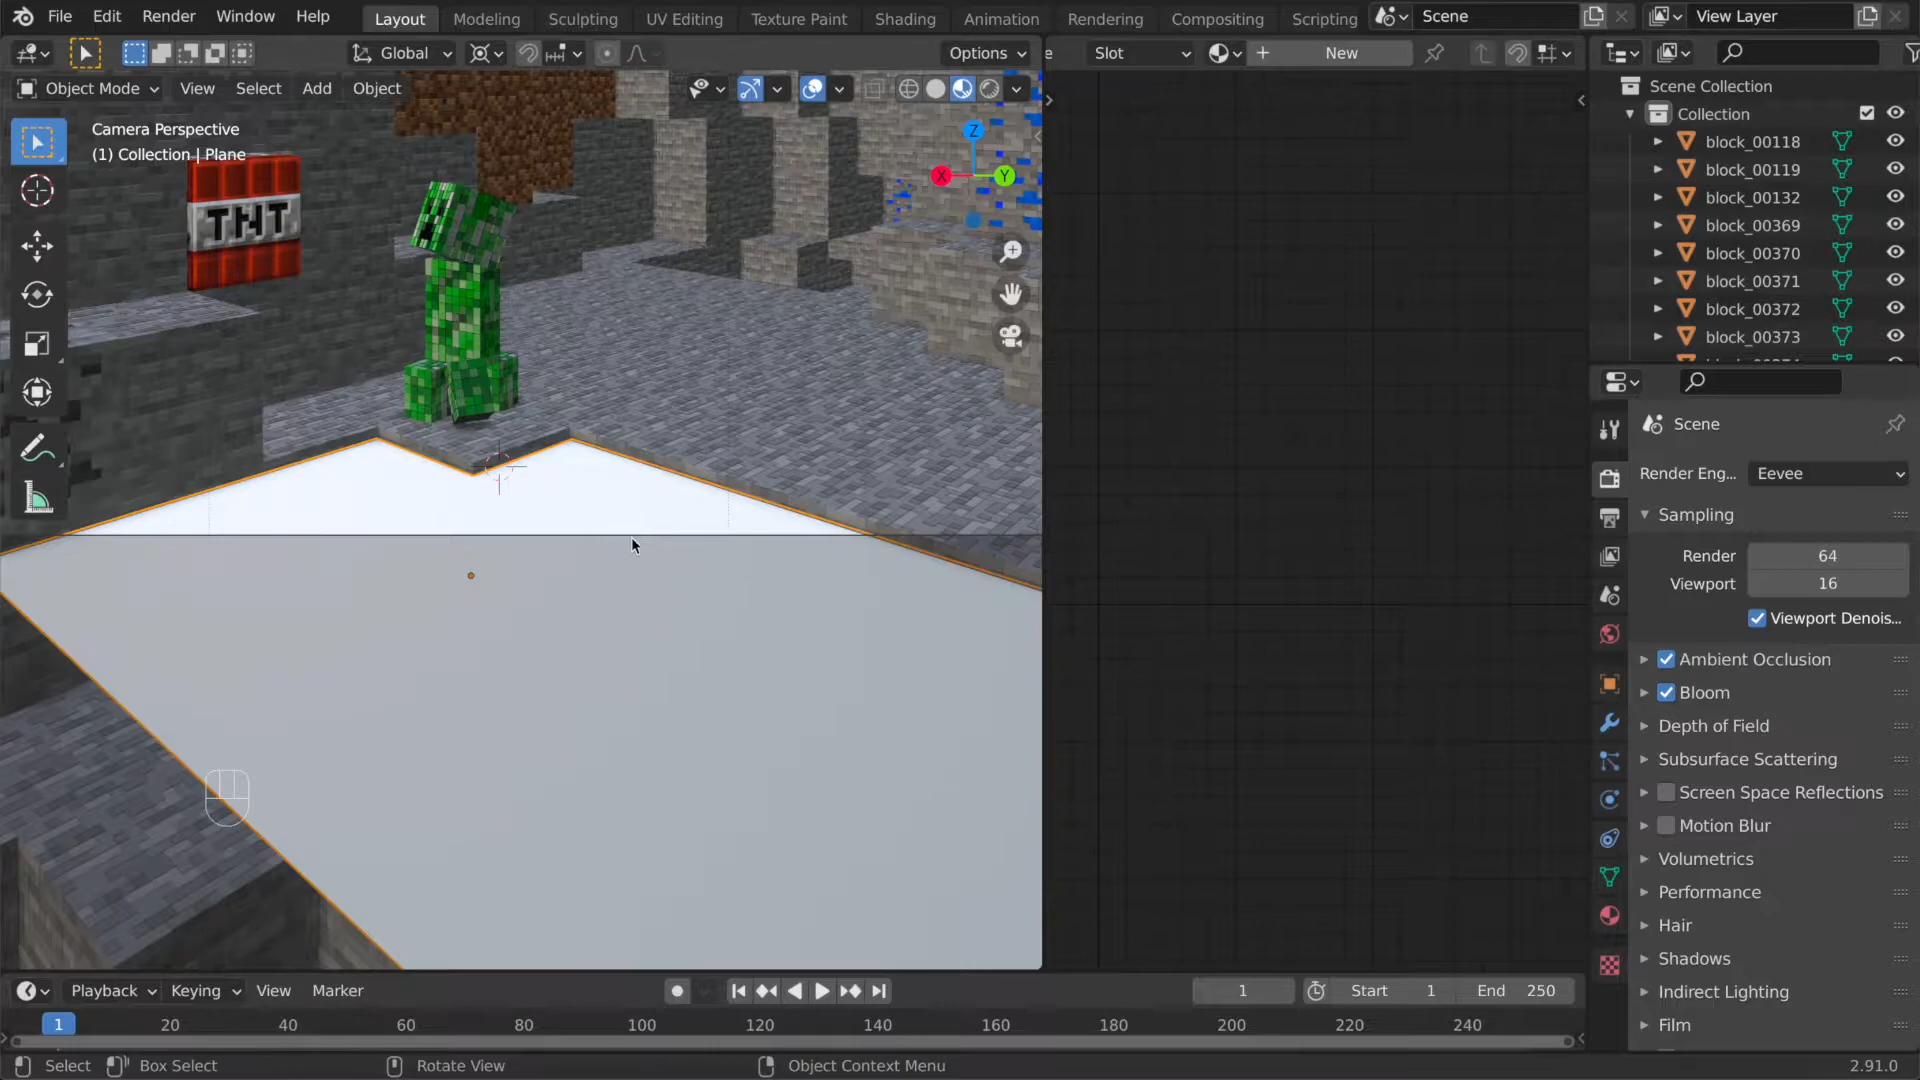 File Edit Render Window Help Layout Modeling Sculpting UV Editing Texture Paint Shading Animation Rendering Compositing Scripting Scene View Layer
Global Options Slot New
Object Mode View Select Add Object
Camera Perspective
(1) Collection | Plane
TNT
X Y Z
Scene Collection
Collection
block_00118
block_00119
block_00132
block_00369
block_00370
block_00371
block_00372
block_00373
Scene
Render Eng... Eevee
Sampling
Render 64
Viewport 16
Viewport Denois...
Ambient Occlusion
Bloom
Depth of Field
Subsurface Scattering
Screen Space Reflections
Motion Blur
Volumetrics
Performance
Hair
Shadows
Indirect Lighting
Film
Playback Keying View Marker 1 Start 1 End 250
1 20 40 60 80 100 120 140 160 180 200 220 240
Select Box Select Rotate View Object Context Menu 2.91.0